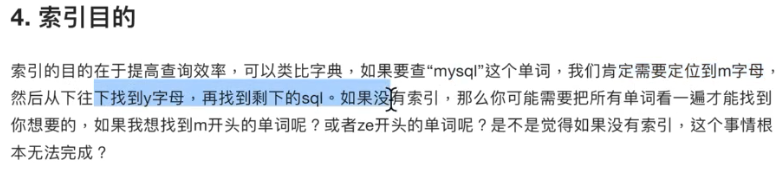 4. 索引目的
索引的目的在于提高查询效率，可以类比字典，如果要查“mysql”这个单词，我们肯定需要定位到m字母，
然后从下往下找到y字母，再找到剩下的sql。如果没有索引，那么你可能需要把所有单词看一遍才能找到
你想要的，如果我想找到m开头的单词呢？或者ze开头的单词呢？是不是觉得如果没有索引，这个事情根
本无法完成？